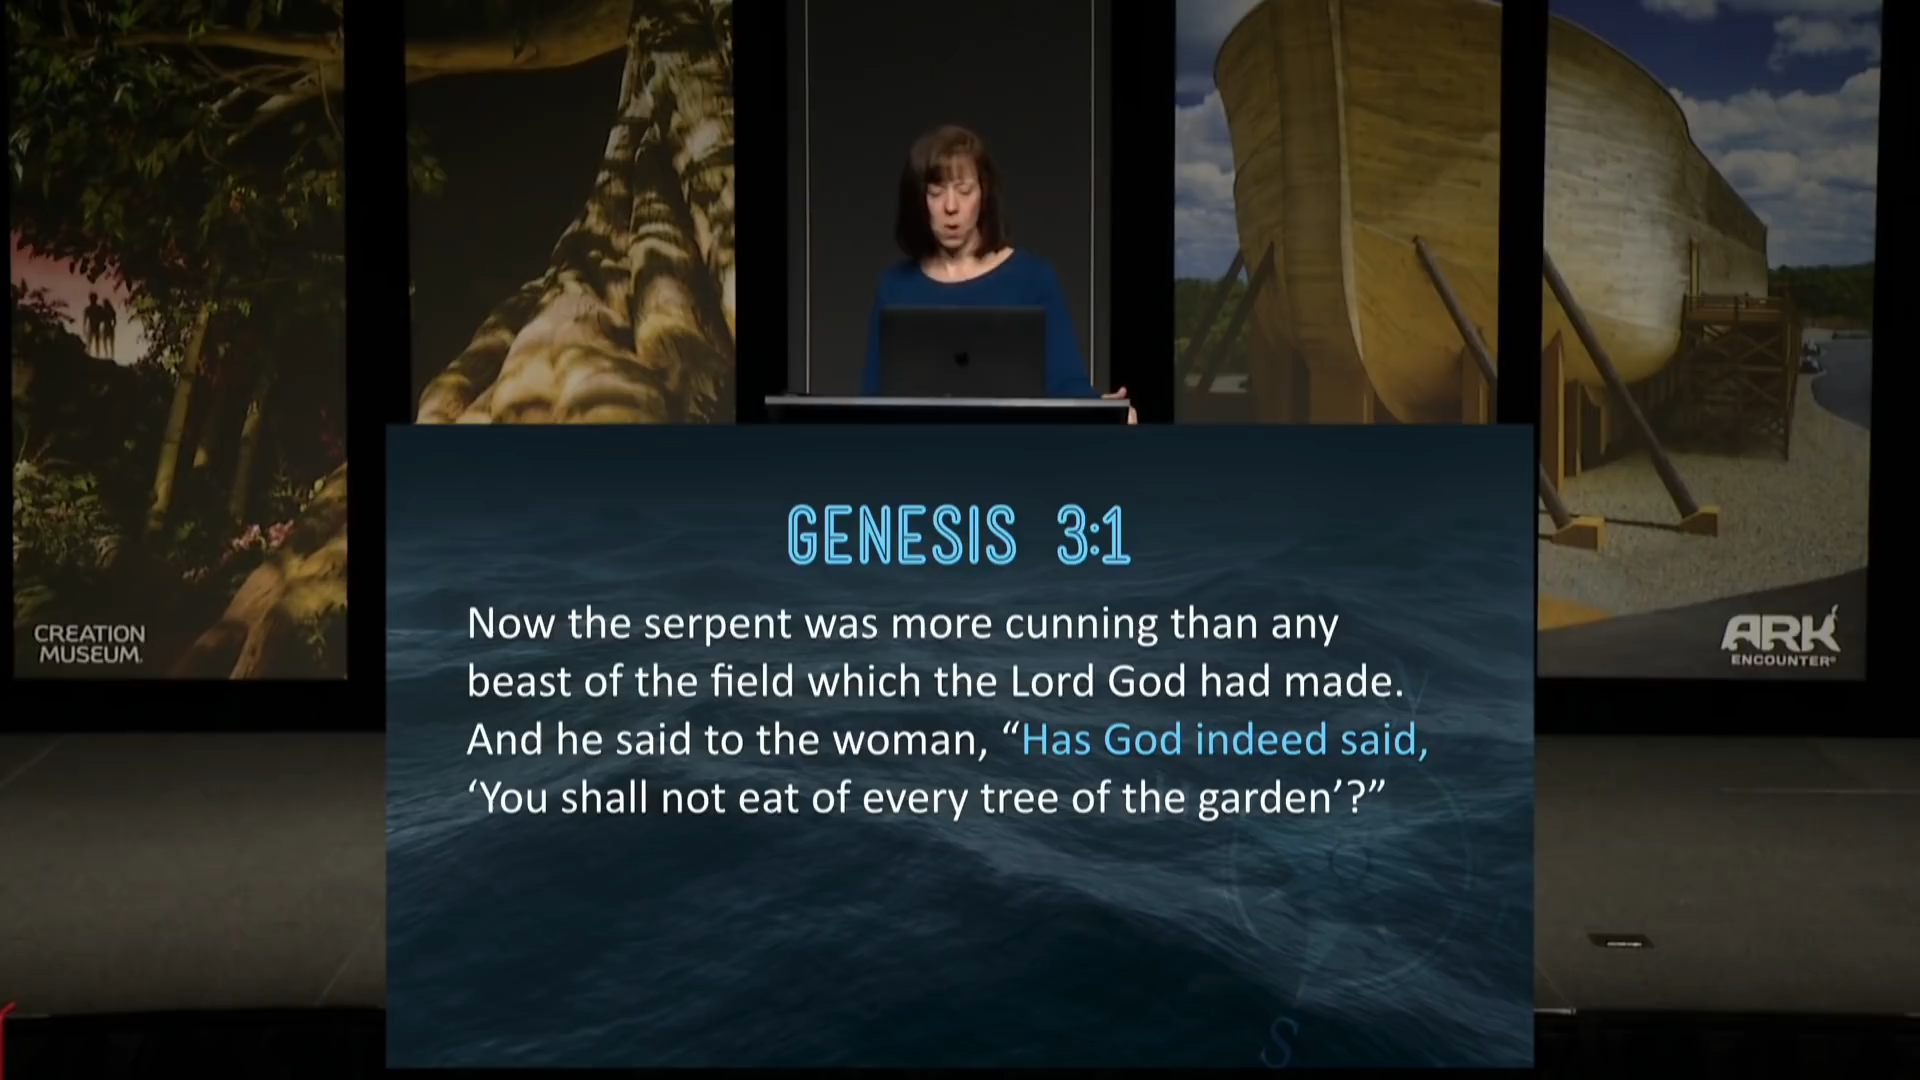 GENESIS 3:1
Now the serpent was more cunning than any
beast of the field which the Lord God had made.
And he said to the woman, “Has God indeed said,
‘You shall not eat of every tree of the garden’?”
CREATION
MUSEUM
ARK
ENCOUNTER®
S